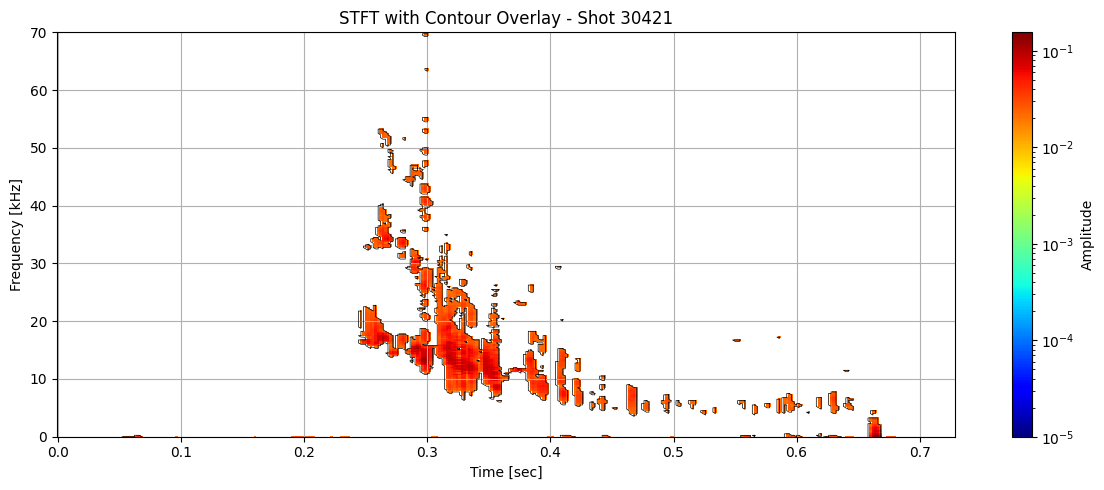 STFT with Contour Overlay - Shot 30421
70
60
50
40
30
20
10
0
Frequency [kHz]
0.0 0.1 0.2 0.3 0.4 0.5 0.6 0.7
Time [sec]
10⁻¹
10⁻²
10⁻³
10⁻⁴
10⁻⁵
Amplitude